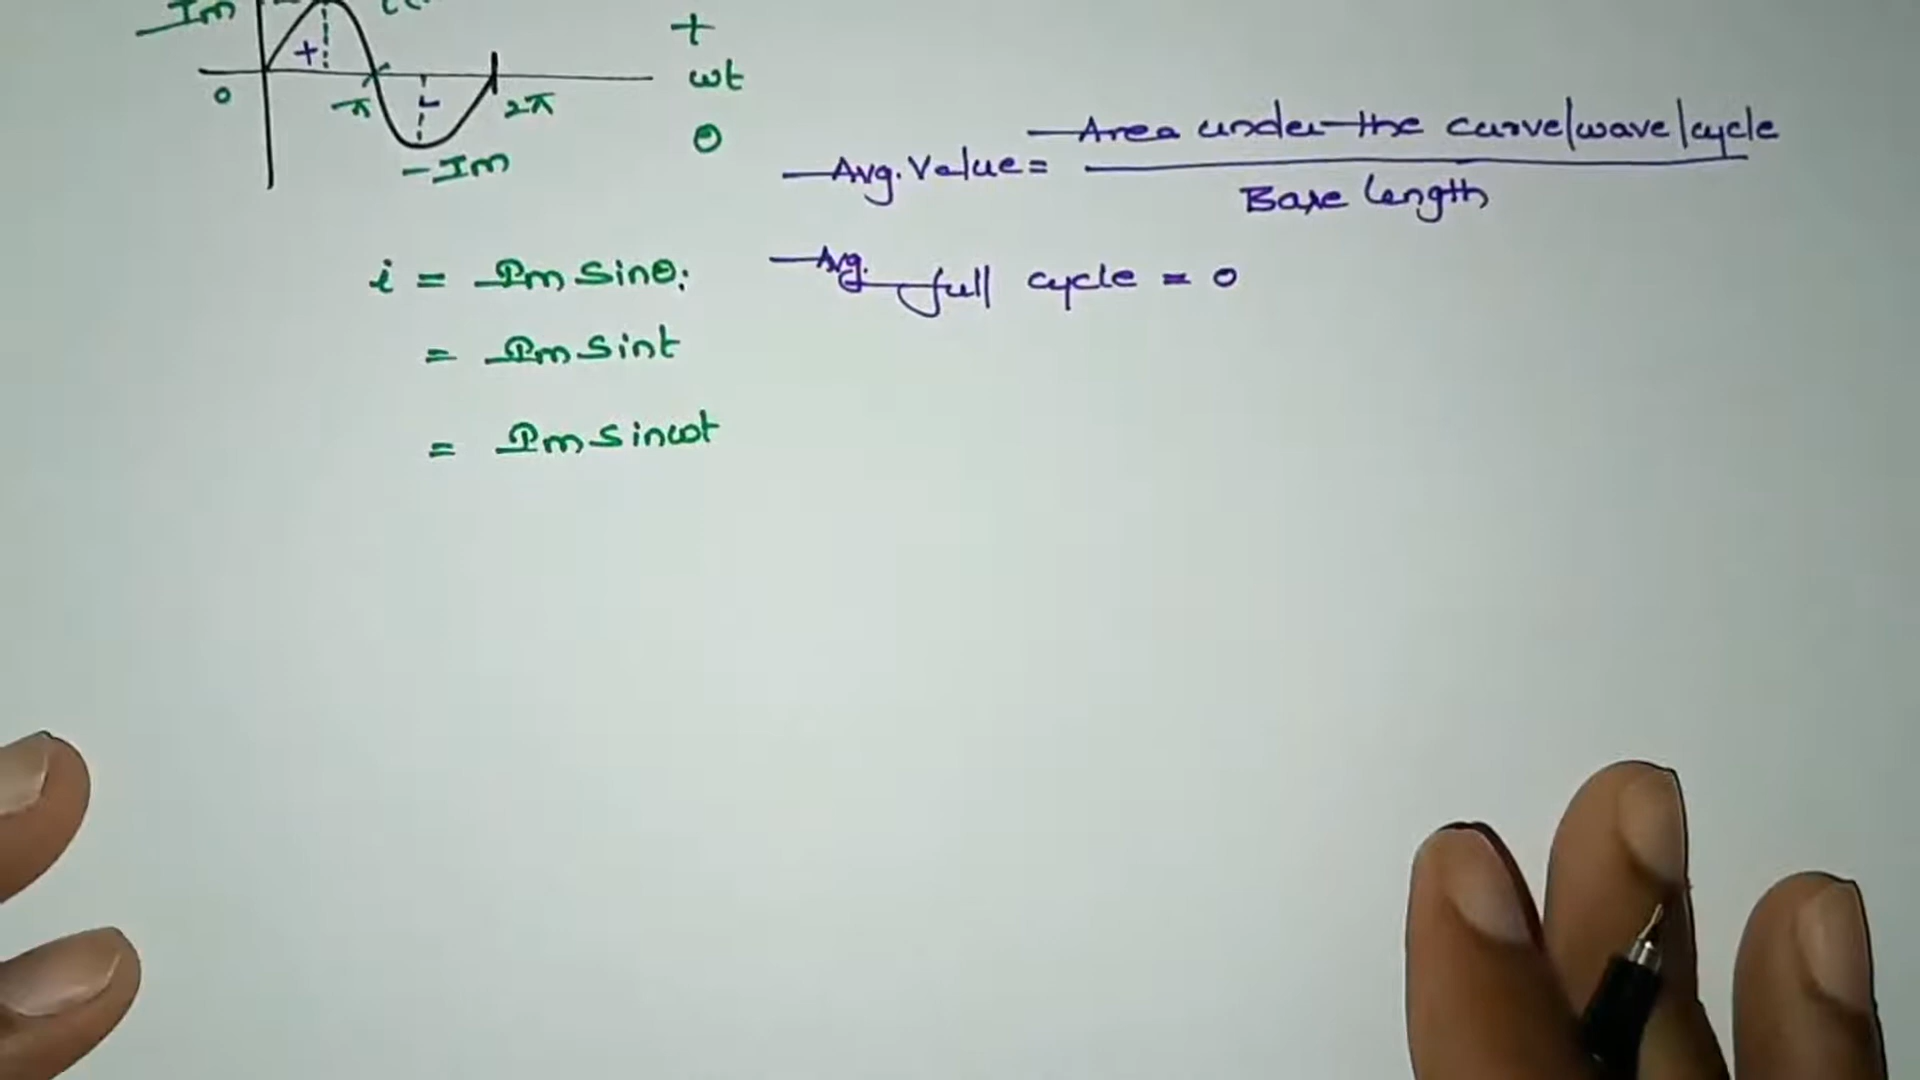 Im
+
0
π
-
2π
-Im
t
ωt
θ
Avg. Value = Area under the curve/wave/cycle
Base length
i = Im sinθ;
= Im sint
= Im sinωt
Avg. full cycle = 0